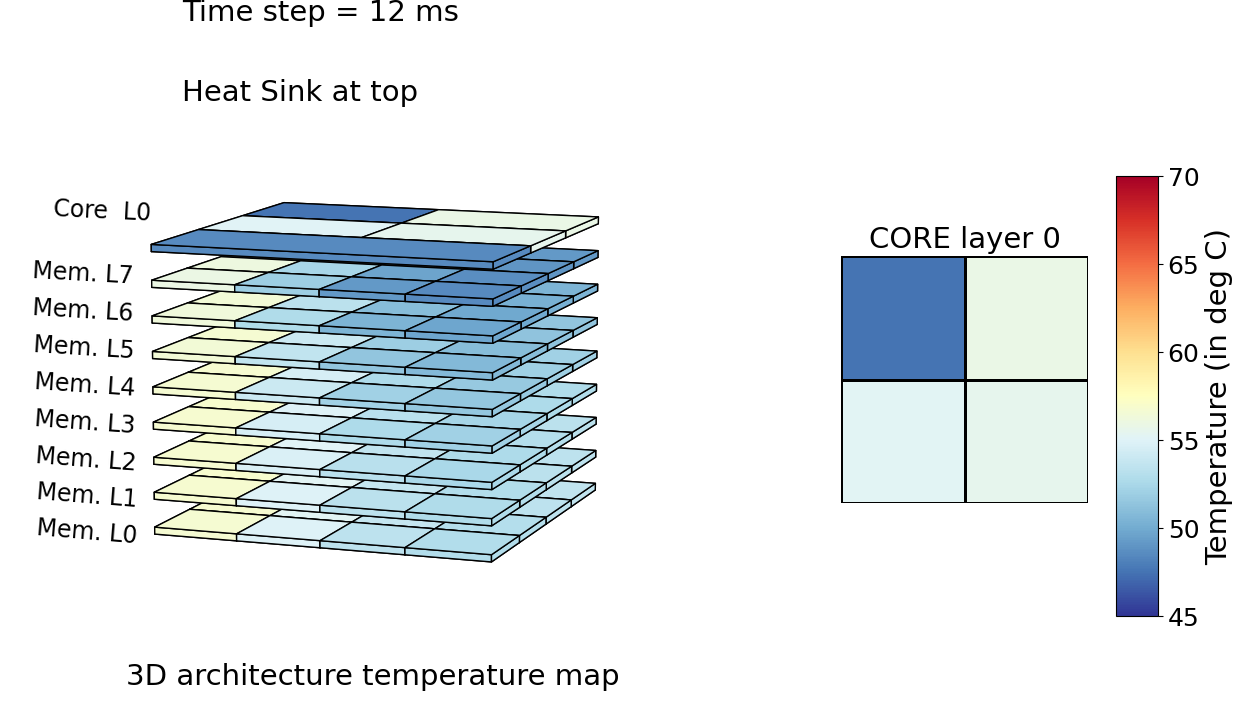 Time step = 12 ms
Heat Sink at top
Core  L0
Mem. L7
Mem. L6
Mem. L5
Mem. L4
Mem. L3
Mem. L2
Mem. L1
Mem. L0
3D architecture temperature map
CORE layer 0
70
65
60
55
50
45
Temperature (in deg C)